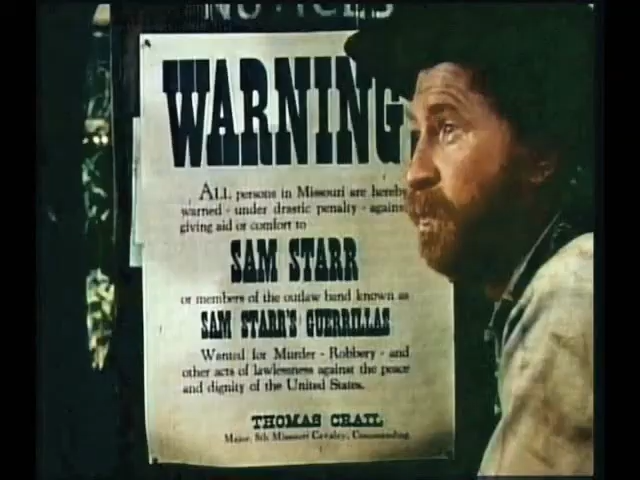 NOTICES
WARNING
ALL persons in Missouri are hereby
warned - under drastic penalty - against
giving aid or comfort to
SAM STARR
or members of the outlaw band known as
SAM STARR'S GUERRILLAS
Wanted for Murder - Robbery - and
other acts of lawlessness against the peace
and dignity of the United States.
THOMAS CRAIL
Major, 8th Missouri Cavalry, Commanding